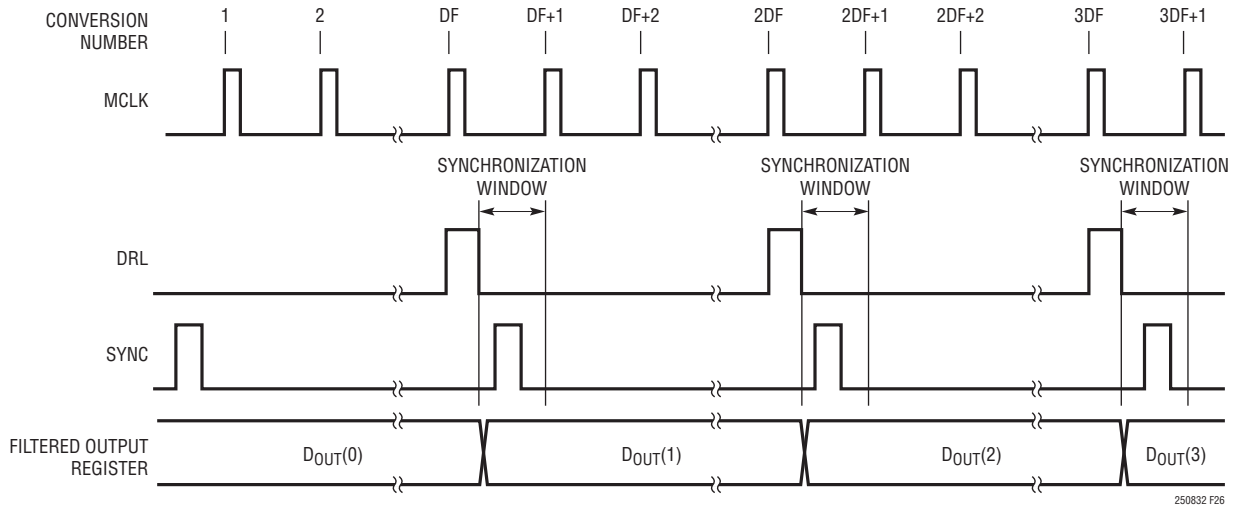 CONVERSION
NUMBER
1 2 DF DF+1 DF+2 2DF 2DF+1 2DF+2 3DF 3DF+1
MCLK
SYNCHRONIZATION
WINDOW
SYNCHRONIZATION
WINDOW
SYNCHRONIZATION
WINDOW
DRL
SYNC
FILTERED OUTPUT
REGISTER
DOUT(0) DOUT(1) DOUT(2) DOUT(3)
250832 F26